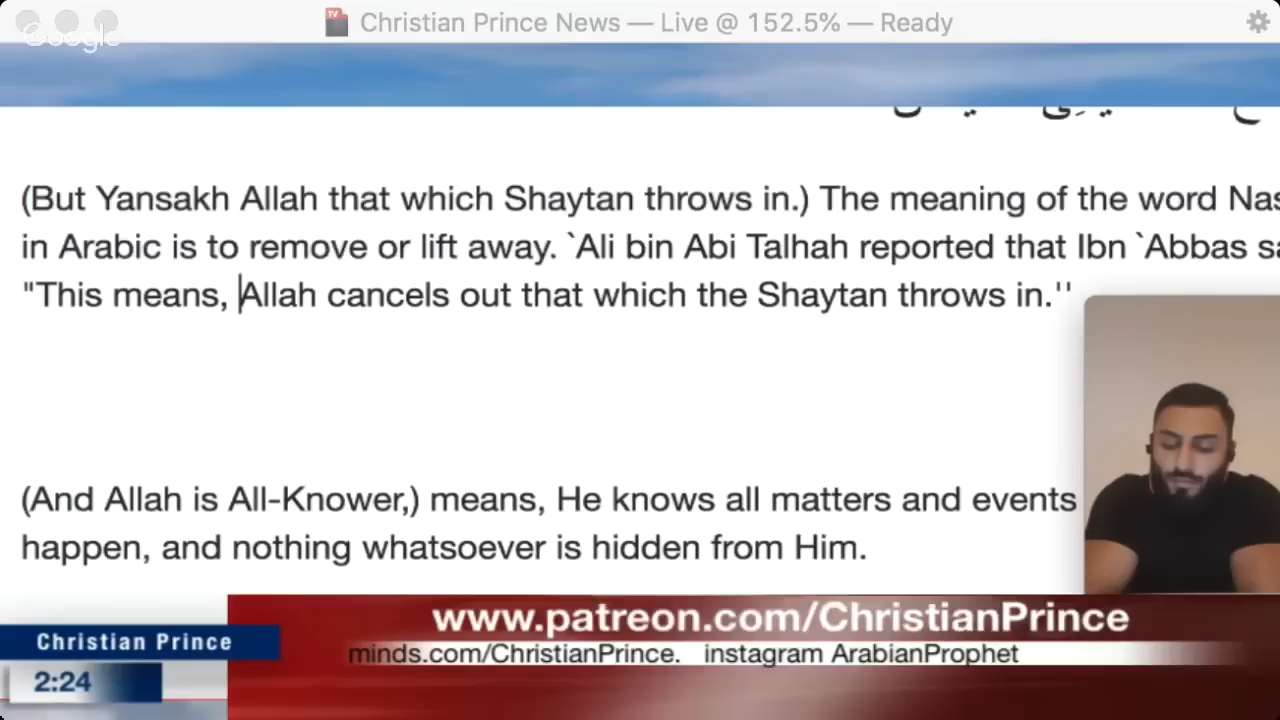 Christian Prince News — Live @ 152.5% — Ready
Google
(But Yansakh Allah that which Shaytan throws in.) The meaning of the word
in Arabic is to remove or lift away. `Ali bin Abi Talhah reported that Ibn `Abbas
"This means, Allah cancels out that which the Shaytan throws in.''
(And Allah is All-Knower,) means, He knows all matters and events
happen, and nothing whatsoever is hidden from Him.
www.patreon.com/ChristianPrince
Christian Prince
minds.com/ChristianPrince. instagram ArabianProphet
2:24